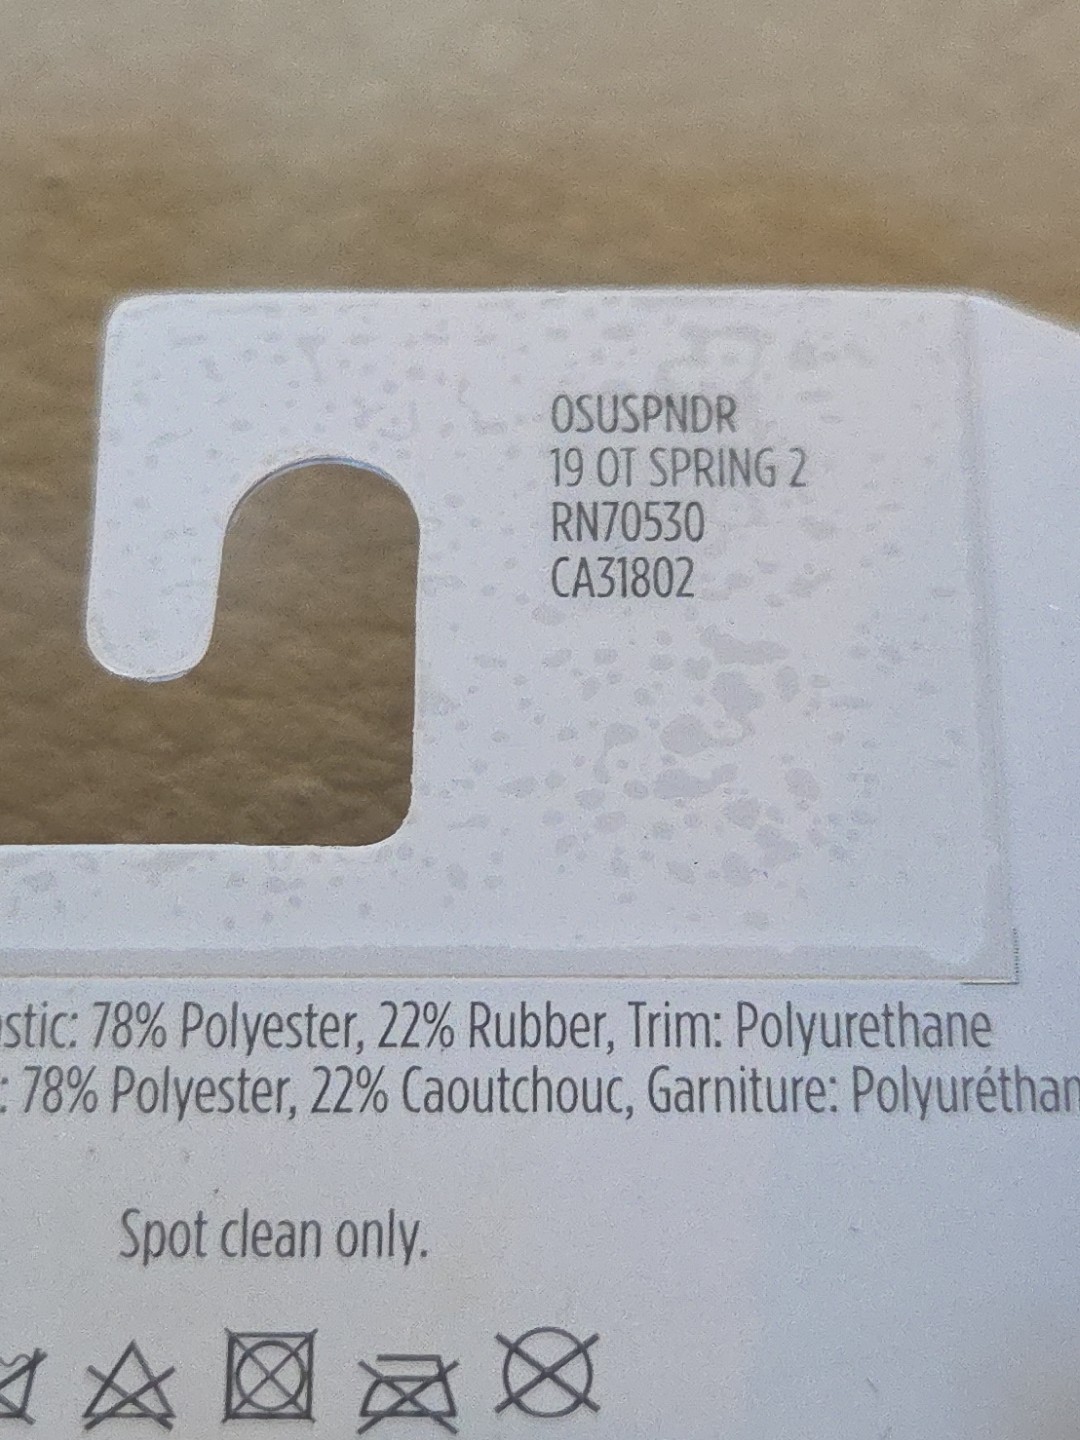 OSUSPNDR
19 OT SPRING 2
RN70530
CA31802
stic: 78% Polyester, 22% Rubber, Trim: Polyurethane
: 78% Polyester, 22% Caoutchouc, Garniture: Polyuréthan
Spot clean only.